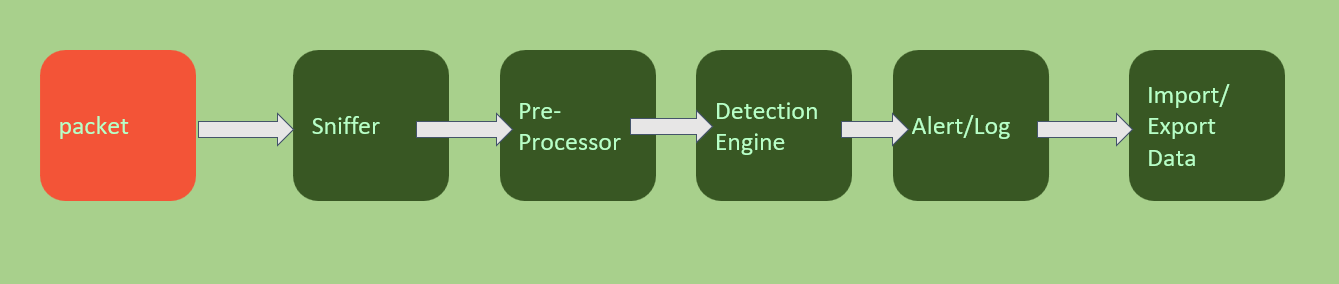 packet
Sniffer
Pre-
Processor
Detection
Engine
Alert/Log
Import/
Export
Data